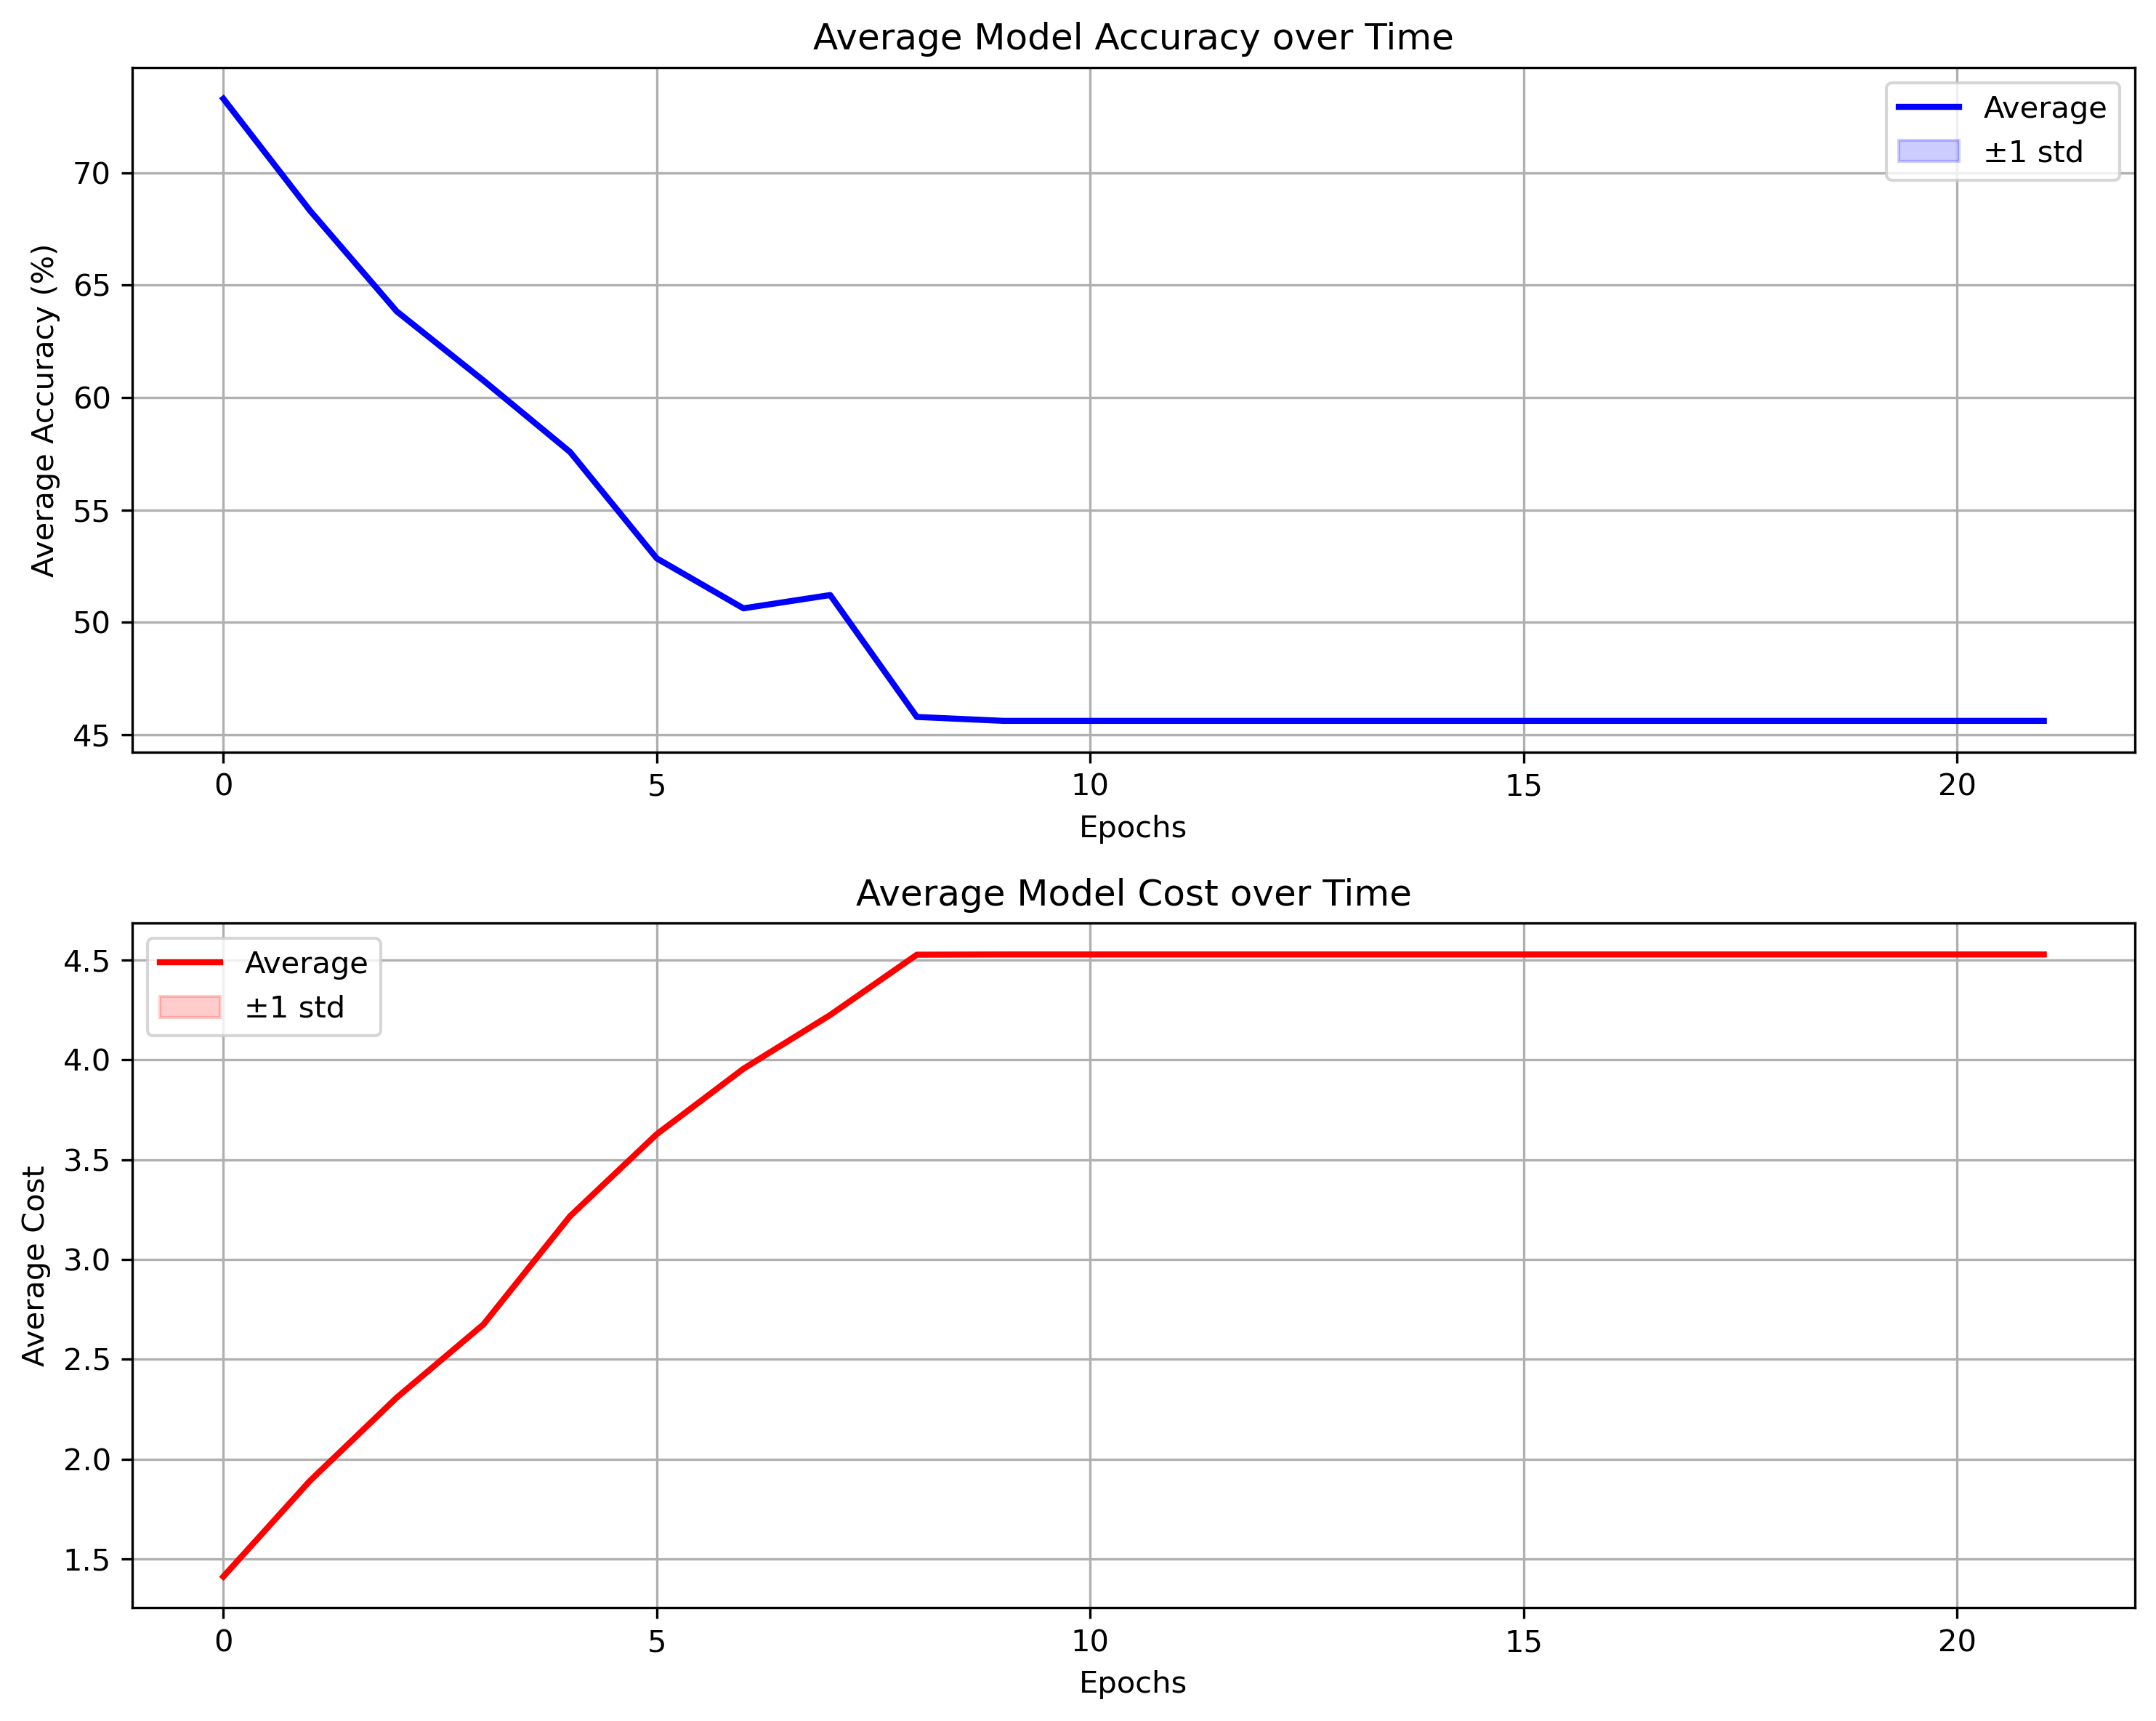 Average Model Accuracy over Time
Average
±1 std
Average Accuracy (%)
70
65
60
55
50
45
0 5 10 15 20
Epochs
Average Model Cost over Time
Average
±1 std
Average Cost
4.5
4.0
3.5
3.0
2.5
2.0
1.5
0 5 10 15 20
Epochs